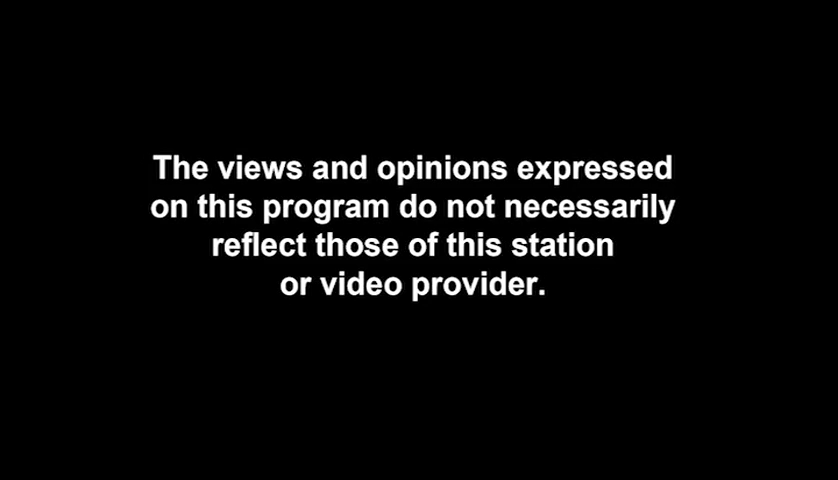 The views and opinions expressed
on this program do not necessarily
reflect those of this station
or video provider.